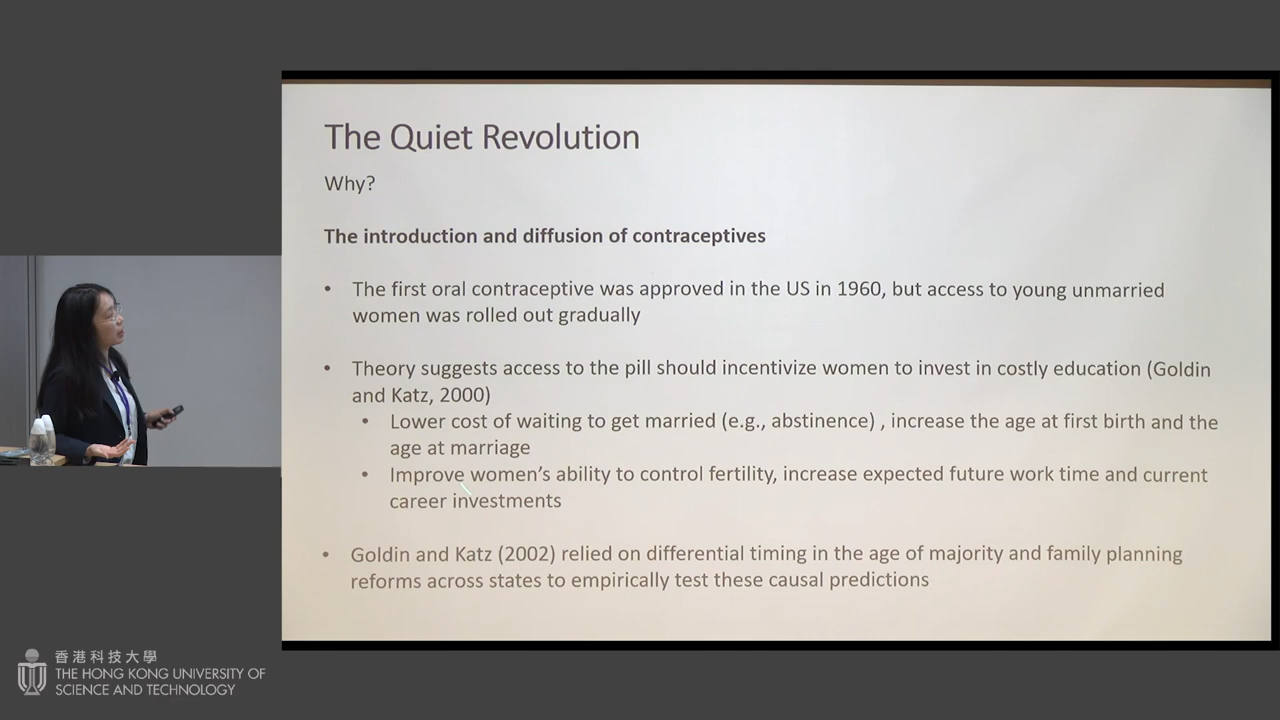 The Quiet Revolution
Why?
The introduction and diffusion of contraceptives
• The first oral contraceptive was approved in the US in 1960, but access to young unmarried
women was rolled out gradually
• Theory suggests access to the pill should incentivize women to invest in costly education (Goldin
and Katz, 2000)
• Lower cost of waiting to get married (e.g., abstinence) , increase the age at first birth and the
age at marriage
• Improve women's ability to control fertility, increase expected future work time and current
career investments
• Goldin and Katz (2002) relied on differential timing in the age of majority and family planning
reforms across states to empirically test these causal predictions
香港科技大學
THE HONG KONG UNIVERSITY OF
SCIENCE AND TECHNOLOGY